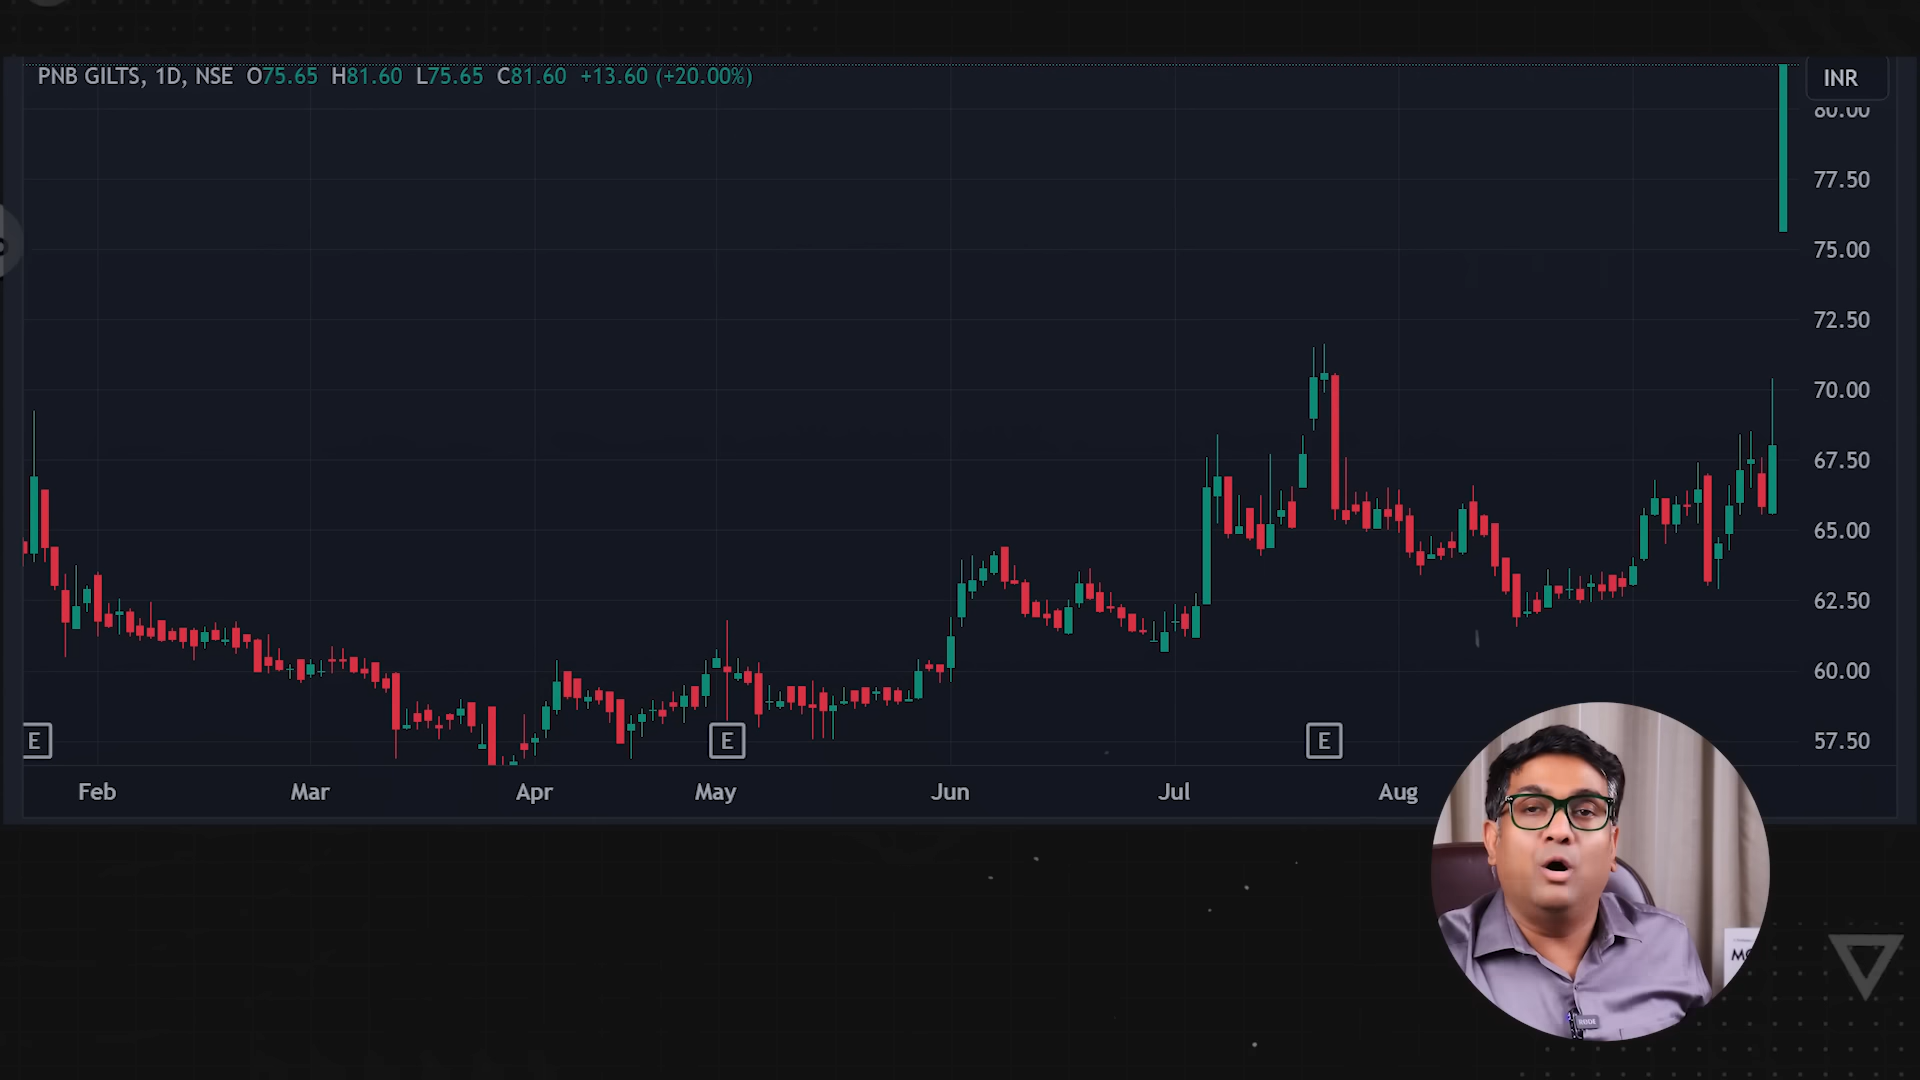 PNB GILTS, 1D, NSE O75.65 H81.60 L75.65 C81.60 +13.60 (+20.00%)
INR
80.00
77.50
75.00
72.50
70.00
67.50
65.00
62.50
60.00
57.50
E
E
E
Feb Mar Apr May Jun Jul Aug